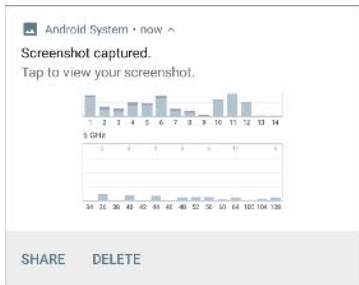 Android System • now ^
Screenshot captured.
Tap to view your screenshot.
1 2 3 4 5 6 7 8 9 10 11 12 13 14
5 GHz
34 36 38 40 42 44 46 48 52 56 60 64 100 104 108
SHARE DELETE